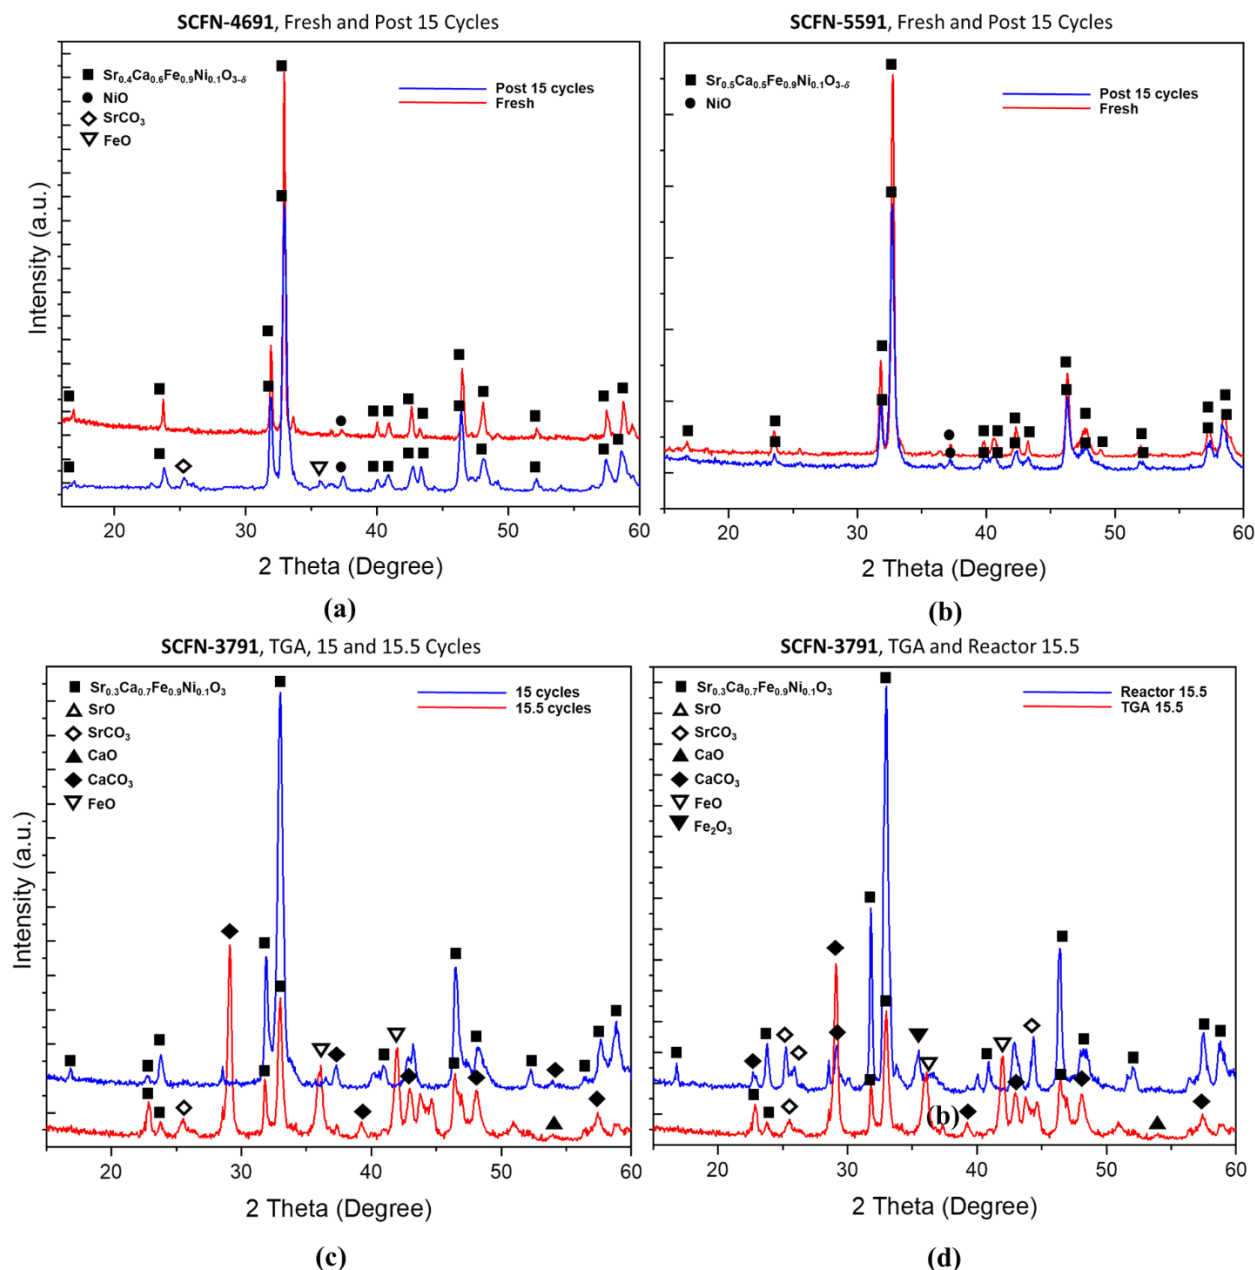 SCFN-4691, Fresh and Post 15 Cycles
Sr0.4Ca0.6Fe0.9Ni0.1O3-δ
NiO
SrCO3
FeO
Post 15 cycles
Fresh
Intensity (a.u.)
20 30 40 50 60
2 Theta (Degree)
(a)
SCFN-5591, Fresh and Post 15 Cycles
Sr0.5Ca0.5Fe0.9Ni0.1O3-δ
NiO
Post 15 cycles
Fresh
20 30 40 50 60
2 Theta (Degree)
(b)
SCFN-3791, TGA, 15 and 15.5 Cycles
Sr0.3Ca0.7Fe0.9Ni0.1O3
SrO
SrCO3
CaO
CaCO3
FeO
15 cycles
15.5 cycles
Intensity (a.u.)
20 30 40 50 60
2 Theta (Degree)
(c)
SCFN-3791, TGA and Reactor 15.5
Sr0.3Ca0.7Fe0.9Ni0.1O3
SrO
SrCO3
CaO
CaCO3
FeO
Fe2O3
Reactor 15.5
TGA 15.5
(b)
20 30 40 50 60
2 Theta (Degree)
(d)